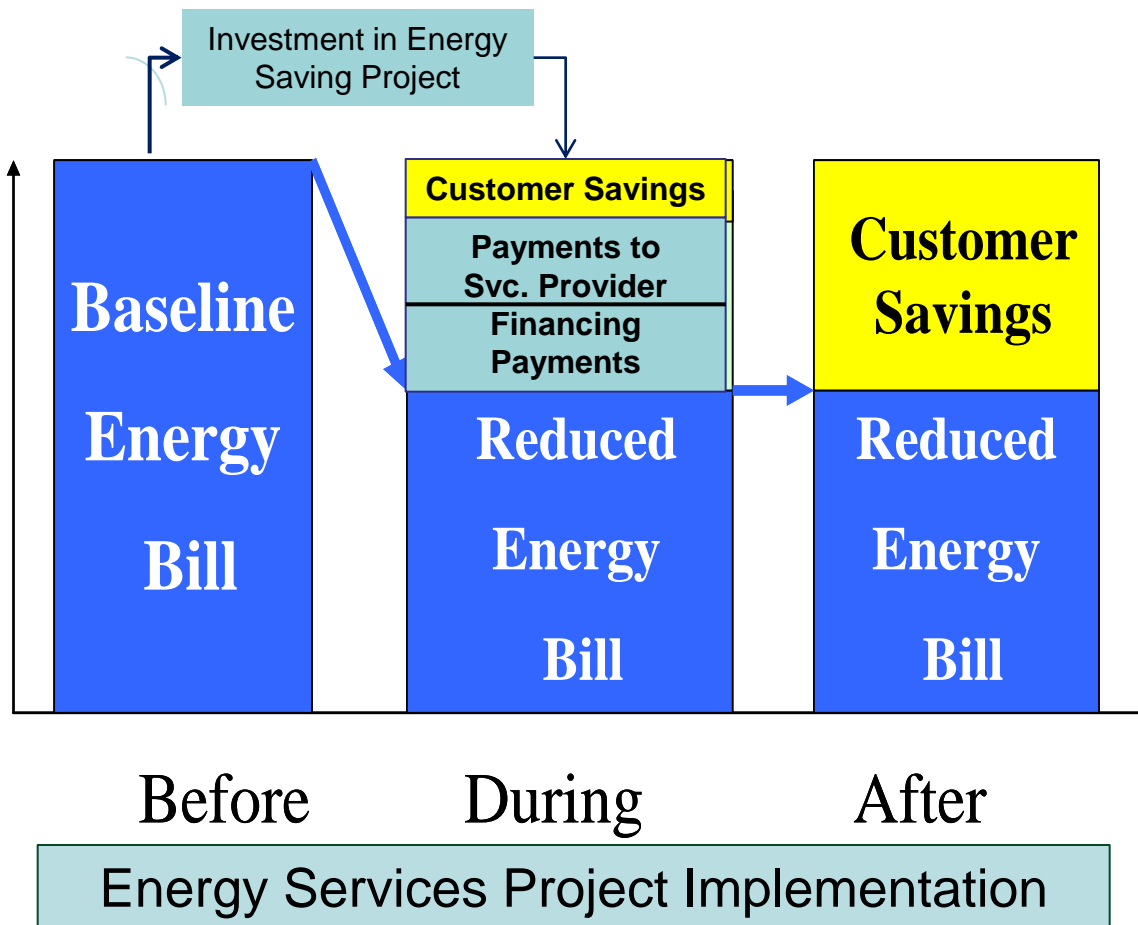 Investment in Energy
Saving Project
Baseline
Energy
Bill
Customer Savings
Payments to
Svc. Provider
Financing
Payments
Reduced
Energy
Bill
Customer
Savings
Reduced
Energy
Bill
Before
During
After
Energy Services Project Implementation